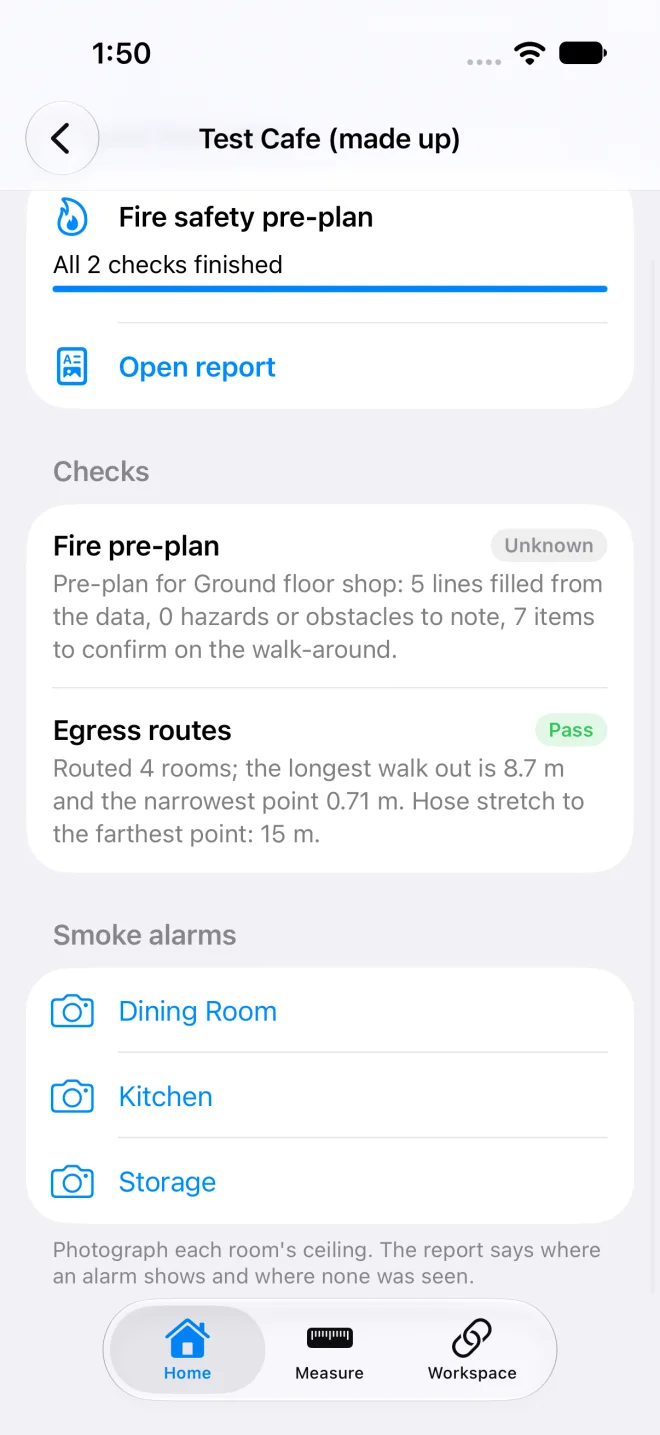 1:50
Test Cafe (made up)
Fire safety pre-plan
All 2 checks finished
Open report
Checks
Fire pre-plan
Unknown
Pre-plan for Ground floor shop: 5 lines filled from
the data, 0 hazards or obstacles to note, 7 items
to confirm on the walk-around.
Egress routes
Pass
Routed 4 rooms; the longest walk out is 8.7 m
and the narrowest point 0.71 m. Hose stretch to
the farthest point: 15 m.
Smoke alarms
Dining Room
Kitchen
Storage
Photograph each room's ceiling. The report says where
an alarm shows and where none was seen.
Home
Measure
Workspace